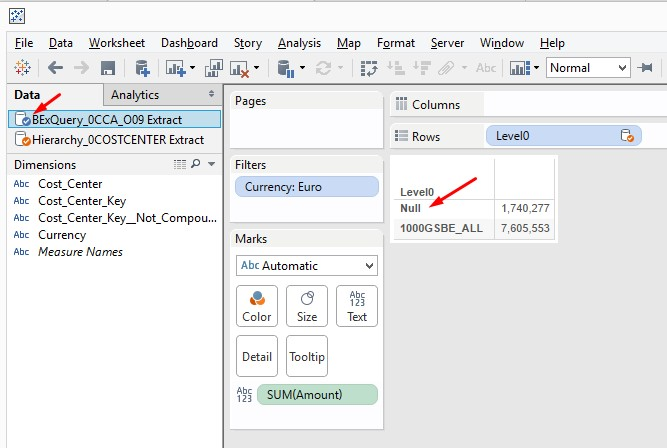 File Data Worksheet Dashboard Story Analysis Map Format Server Window Help
Abc Normal
Data Analytics
BExQuery_0CCA_O09 Extract
Hierarchy_0COSTCENTER Extract
Dimensions
Abc Cost_Center
Abc Cost_Center_Key
Abc Cost_Center_Key__Not_Compou...
Abc Currency
Abc Measure Names
Pages
Filters
Currency: Euro
Marks
Abc Automatic
Color
Size
Abc
123
Text
Detail
Tooltip
Abc
123
SUM(Amount)
Columns
Rows Level0
Level0
Null 1,740,277
1000GSBE_ALL 7,605,553